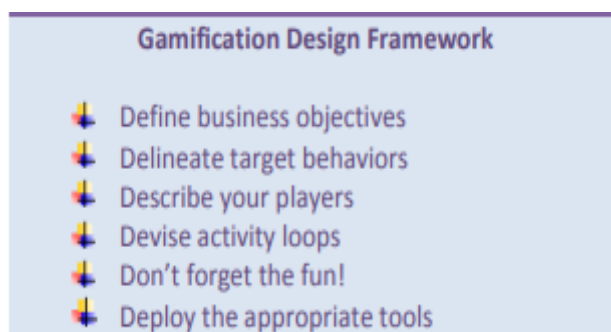 Gamification Design Framework
Define business objectives
Delineate target behaviors
Describe your players
Devise activity loops
Don't forget the fun!
Deploy the appropriate tools